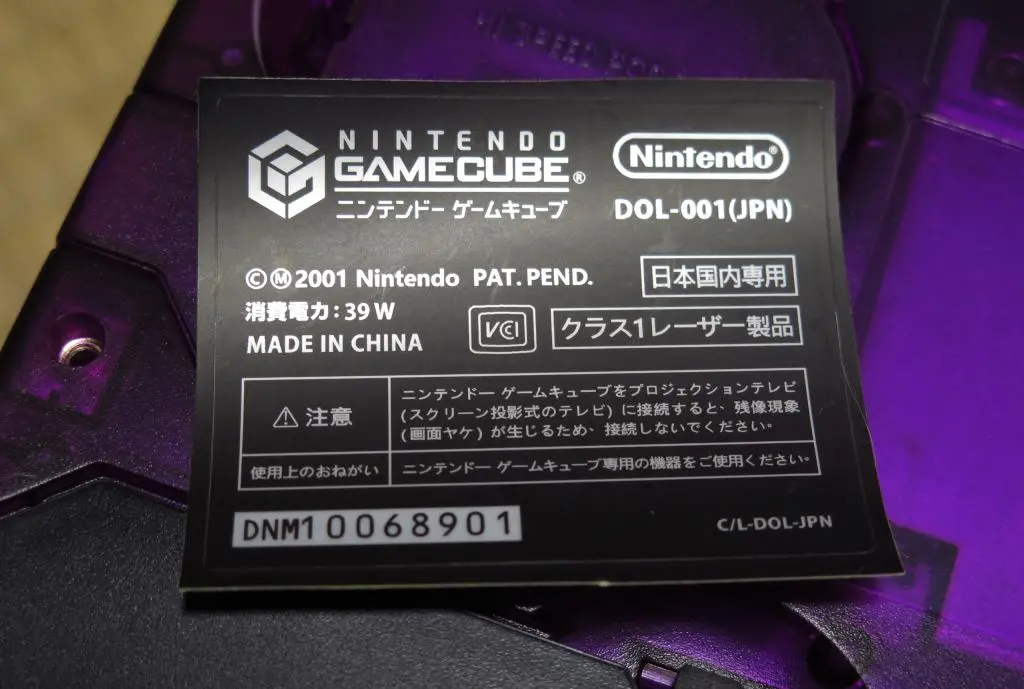 NINTENDO
GAMECUBE®
ニンテンドー ゲームキューブ
Nintendo®
DOL-001(JPN)
©Ⓜ2001 Nintendo PAT. PEND.
日本国内専用
消費電力:39W
MADE IN CHINA
VCI
クラス1レーザー製品
⚠注意
ニンテンドー ゲームキューブをプロジェクションテレビ
(スクリーン投影式のテレビ)に接続すると、残像現象
(画面ヤケ)が生じるため、接続しないでください。
使用上のおねがい
ニンテンドー ゲームキューブ専用の機器をご使用ください。
DNM10068901
C/L-DOL-JPN